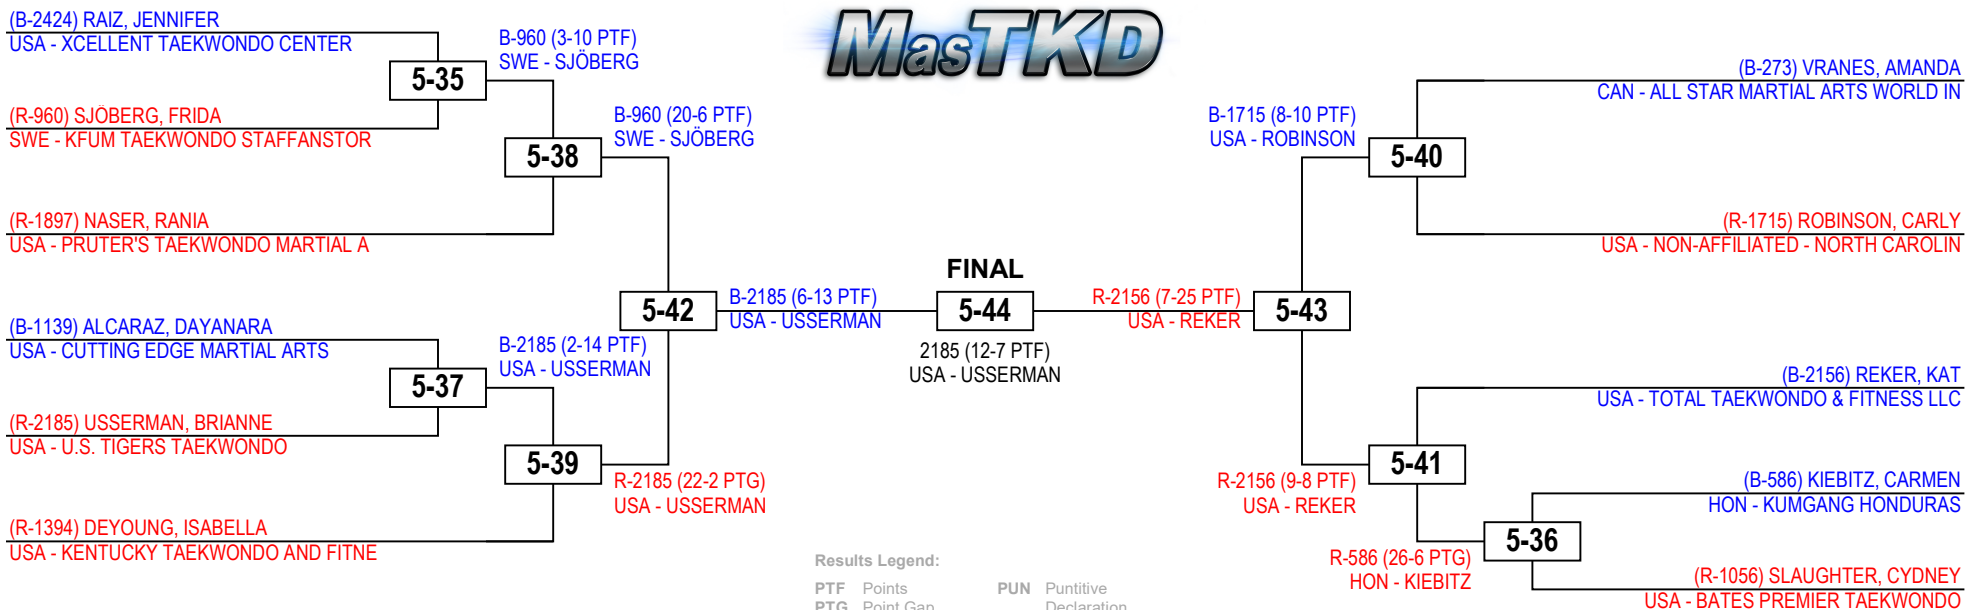 MasTKD
(B-2424) RAIZ, JENNIFER
USA - XCELLENT TAEKWONDO CENTER
5-35
(R-960) SJÖBERG, FRIDA
SWE - KFUM TAEKWONDO STAFFANSTOR
B-960 (3-10 PTF)
SWE - SJÖBERG
5-38
(R-1897) NASER, RANIA
USA - PRUTER'S TAEKWONDO MARTIAL A
B-960 (20-6 PTF)
SWE - SJÖBERG
5-42
(B-1139) ALCARAZ, DAYANARA
USA - CUTTING EDGE MARTIAL ARTS
5-37
(R-2185) USSERMAN, BRIANNE
USA - U.S. TIGERS TAEKWONDO
B-2185 (2-14 PTF)
USA - USSERMAN
5-39
(R-1394) DEYOUNG, ISABELLA
USA - KENTUCKY TAEKWONDO AND FITNE
R-2185 (22-2 PTG)
USA - USSERMAN
B-2185 (6-13 PTF)
USA - USSERMAN
FINAL
5-44
2185 (12-7 PTF)
USA - USSERMAN
R-2156 (7-25 PTF)
USA - REKER
5-43
B-1715 (8-10 PTF)
USA - ROBINSON
5-40
(B-273) VRANES, AMANDA
CAN - ALL STAR MARTIAL ARTS WORLD IN
(R-1715) ROBINSON, CARLY
USA - NON-AFFILIATED - NORTH CAROLIN
R-2156 (9-8 PTF)
USA - REKER
5-41
(B-2156) REKER, KAT
USA - TOTAL TAEKWONDO & FITNESS LLC
R-586 (26-6 PTG)
HON - KIEBITZ
5-36
(B-586) KIEBITZ, CARMEN
HON - KUMGANG HONDURAS
(R-1056) SLAUGHTER, CYDNEY
USA - BATES PREMIER TAEKWONDO
Results Legend:
PTF Points PUN Puntitive
PTG Point Gap Declaration